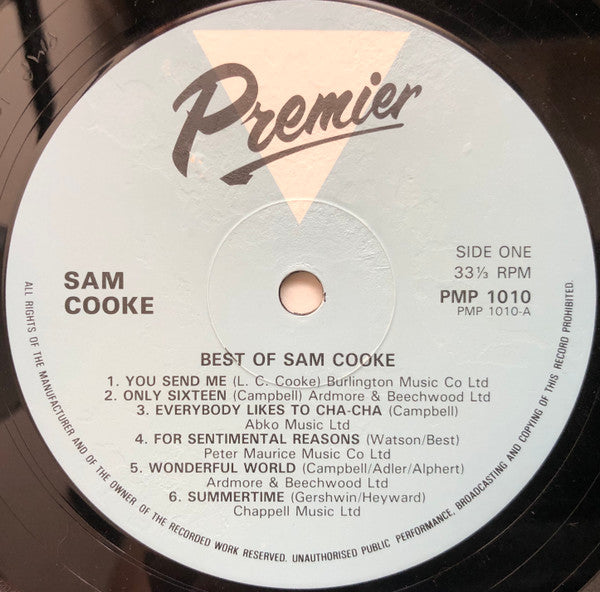 Premier
SIDE ONE
33⅓ RPM
PMP 1010
PMP 1010-A
SAM
COOKE
BEST OF SAM COOKE
1. YOU SEND ME (L. C. Cooke) Burlington Music Co Ltd
2. ONLY SIXTEEN (Campbell) Ardmore & Beechwood Ltd
3. EVERYBODY LIKES TO CHA-CHA (Campbell)
Abko Music Ltd
4. FOR SENTIMENTAL REASONS (Watson/Best)
Peter Maurice Music Co Ltd
5. WONDERFUL WORLD (Campbell/Adler/Alphert)
Ardmore & Beechwood Ltd
6. SUMMERTIME (Gershwin/Heyward)
Chappell Music Ltd
ALL RIGHTS OF THE MANUFACTURER AND OF THE OWNER OF THE RECORDED WORK RESERVED. UNAUTHORISED PUBLIC PERFORMANCE, BROADCASTING AND COPYING OF THIS RECORD PROHIBITED.